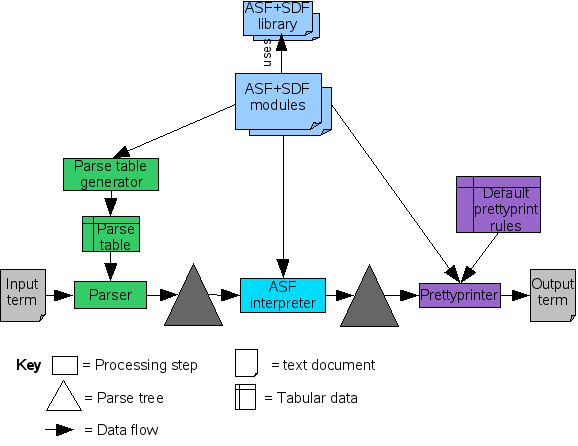 ASF+SDF
library
uses
ASF+SDF
modules
Parse table
generator
Default
prettyprint
rules
Parse
table
Input
term
Parser
ASF
interpreter
Prettyprinter
Output
term
Key
= Processing step
= text document
= Parse tree
= Tabular data
= Data flow